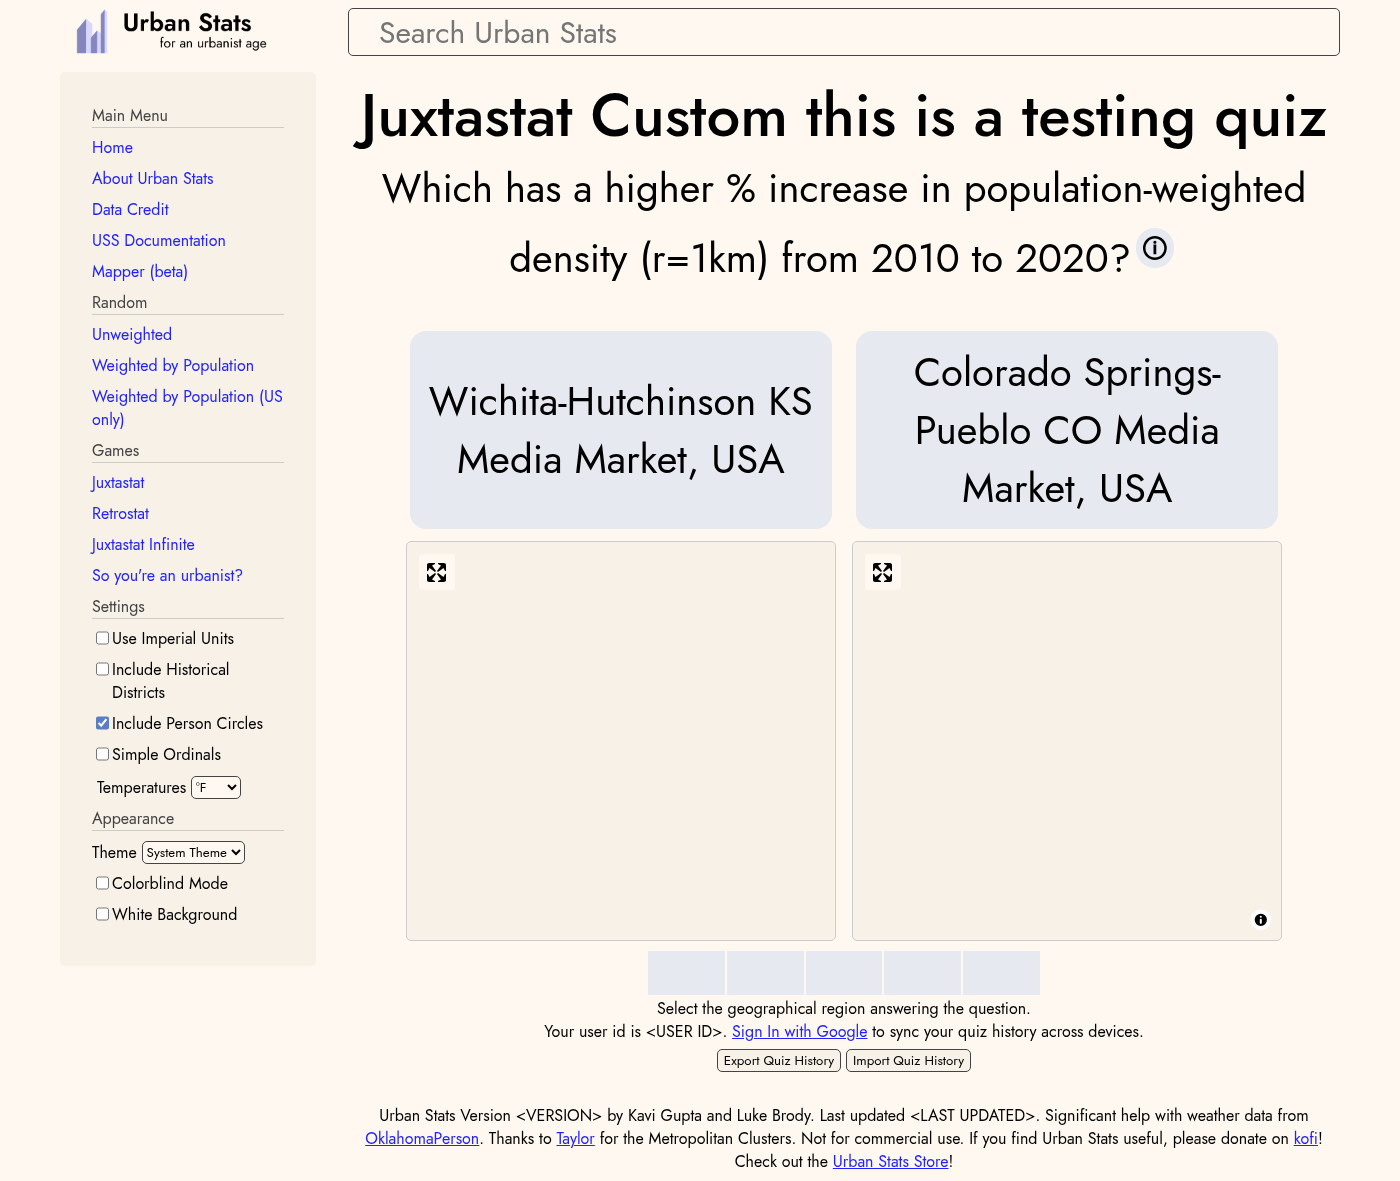 Urban Stats
for an urbanist age
Search Urban Stats
Main Menu
Home
About Urban Stats
Data Credit
USS Documentation
Mapper (beta)
Random
Unweighted
Weighted by Population
Weighted by Population (US
only)
Games
Juxtastat
Retrostat
Juxtastat Infinite
So you're an urbanist?
Settings
Use Imperial Units
Include Historical
Districts
Include Person Circles
Simple Ordinals
Temperatures °F
Appearance
Theme System Theme
Colorblind Mode
White Background
Juxtastat Custom this is a testing quiz
Which has a higher % increase in population-weighted
density (r=1km) from 2010 to 2020?
Wichita-Hutchinson KS
Media Market, USA
Colorado Springs-
Pueblo CO Media
Market, USA
Select the geographical region answering the question.
Your user id is <USER ID>. Sign In with Google to sync your quiz history across devices.
Export Quiz History Import Quiz History
Urban Stats Version <VERSION> by Kavi Gupta and Luke Brody. Last updated <LAST UPDATED>. Significant help with weather data from
OklahomaPerson. Thanks to Taylor for the Metropolitan Clusters. Not for commercial use. If you find Urban Stats useful, please donate on kofi!
Check out the Urban Stats Store!